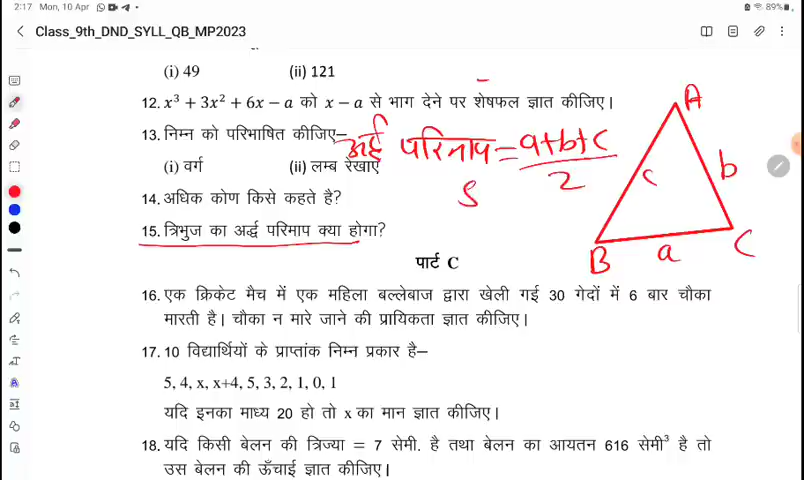 2:17 Mon, 10 Apr 89%
Class_9th_DND_SYLL_QB_MP2023
(i) 49 (ii) 121
12. x³ + 3x² + 6x − a को x − a से भाग देने पर शेषफल ज्ञात कीजिए।
13. निम्न को परिभाषित कीजिए–
अर्द्ध परिमाप = a+b+c
2
S
(i) वर्ग (ii) लम्ब रेखाएँ
14. अधिक कोण किसे कहते है?
15. त्रिभुज का अर्द्ध परिमाप क्या होगा?
A
c b
B a C
पार्ट C
16. एक क्रिकेट मैच में एक महिला बल्लेबाज द्वारा खेली गई 30 गेदों में 6 बार चौका
मारती है। चौका न मारे जाने की प्रायिकता ज्ञात कीजिए।
17. 10 विद्यार्थियों के प्राप्तांक निम्न प्रकार है–
5, 4, x, x+4, 5, 3, 2, 1, 0, 1
यदि इनका माध्य 20 हो तो x का मान ज्ञात कीजिए।
18. यदि किसी बेलन की त्रिज्या = 7 सेमी. है तथा बेलन का आयतन 616 सेमी³ है तो
उस बेलन की ऊँचाई ज्ञात कीजिए।